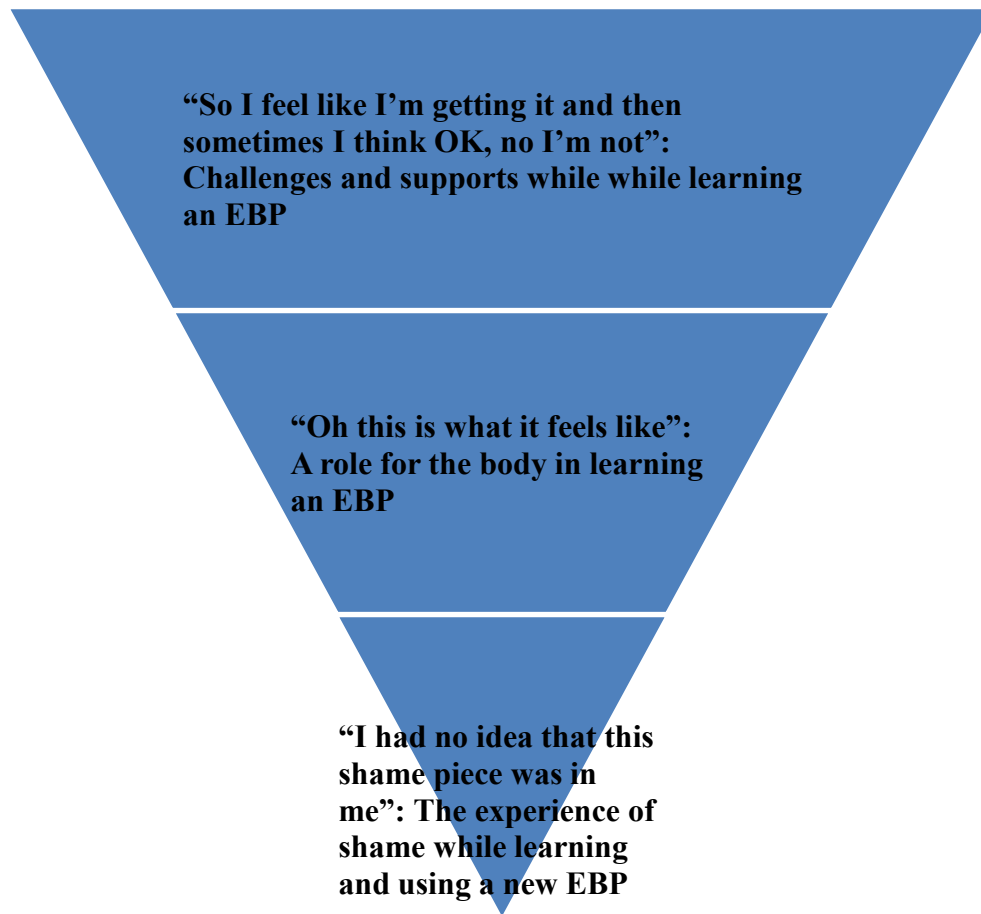 “So I feel like I’m getting it and then
sometimes I think OK, no I’m not”:
Challenges and supports while while learning
an EBP
“Oh this is what it feels like”:
A role for the body in learning
an EBP
“I had no idea that this
shame piece was in
me”: The experience of
shame while learning
and using a new EBP